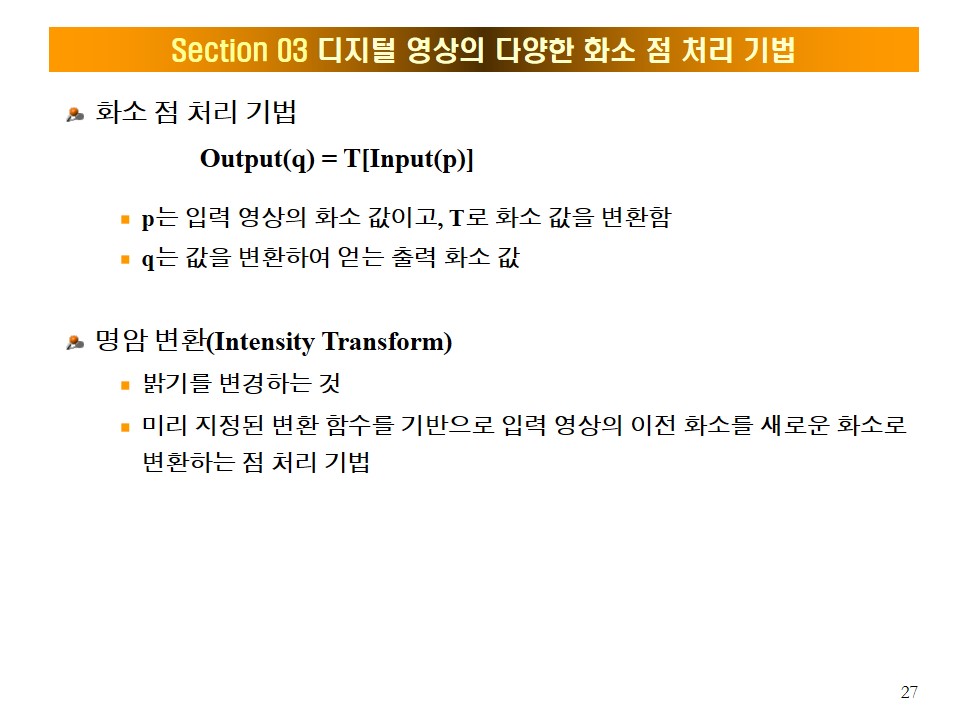 Section 03 디지털 영상의 다양한 화소 점 처리 기법
화소 점 처리 기법
Output(q) = T[Input(p)]
p는 입력 영상의 화소 값이고, T로 화소 값을 변환함
q는 값을 변환하여 얻는 출력 화소 값
명암 변환(Intensity Transform)
밝기를 변경하는 것
미리 지정된 변환 함수를 기반으로 입력 영상의 이전 화소를 새로운 화소로
변환하는 점 처리 기법
27